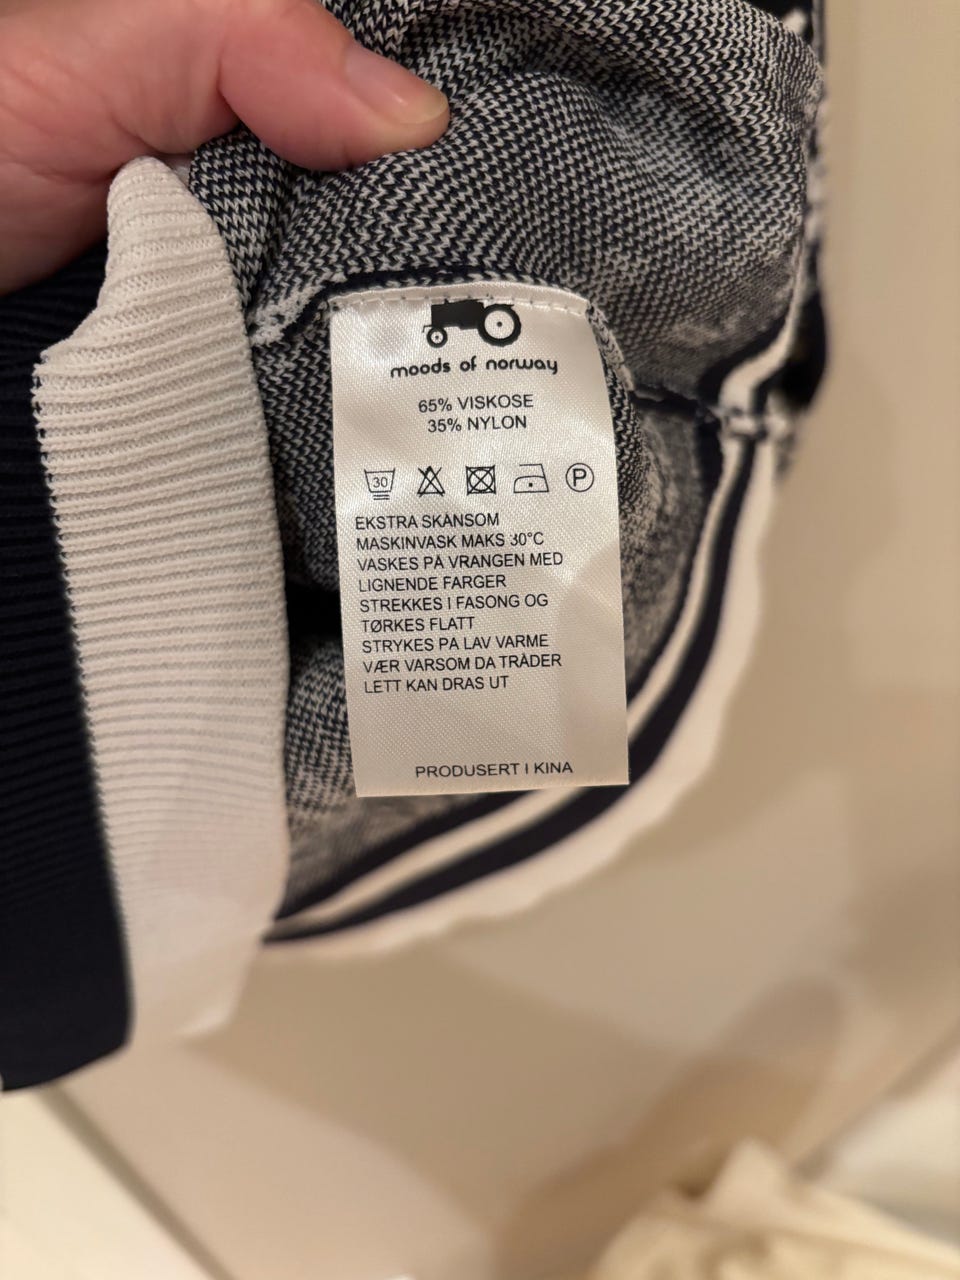 moods of norway
65% VISKOSE
35% NYLON
30 P
EKSTRA SKÅNSOM
MASKINVASK MAKS 30°C
VASKES PÅ VRANGEN MED
LIGNENDE FARGER
STREKKES I FASONG OG
TØRKES FLATT
STRYKES PÅ LAV VARME
VÆR VARSOM DA TRÅDER
LETT KAN DRAS UT
PRODUSERT I KINA